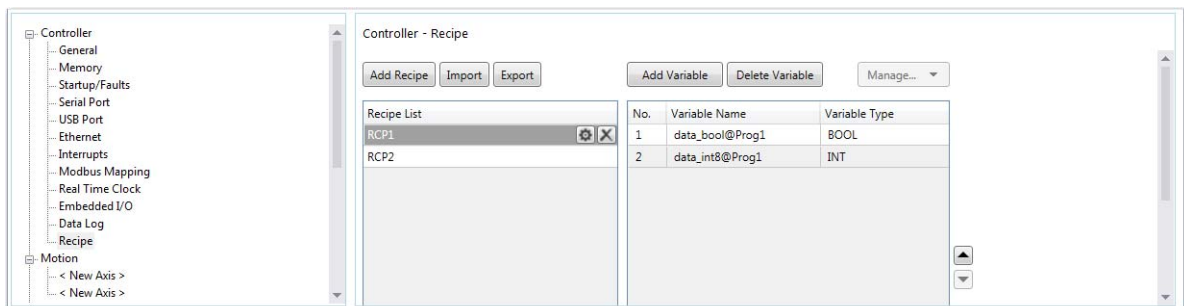 Controller
General
Memory
Startup/Faults
Serial Port
USB Port
Ethernet
Interrupts
Modbus Mapping
Real Time Clock
Embedded I/O
Data Log
Recipe
Motion
< New Axis >
< New Axis >
Controller - Recipe
Add Recipe Import Export Add Variable Delete Variable Manage...
Recipe List
RCP1
RCP2
No. Variable Name Variable Type
1 data_bool@Prog1 BOOL
2 data_int8@Prog1 INT